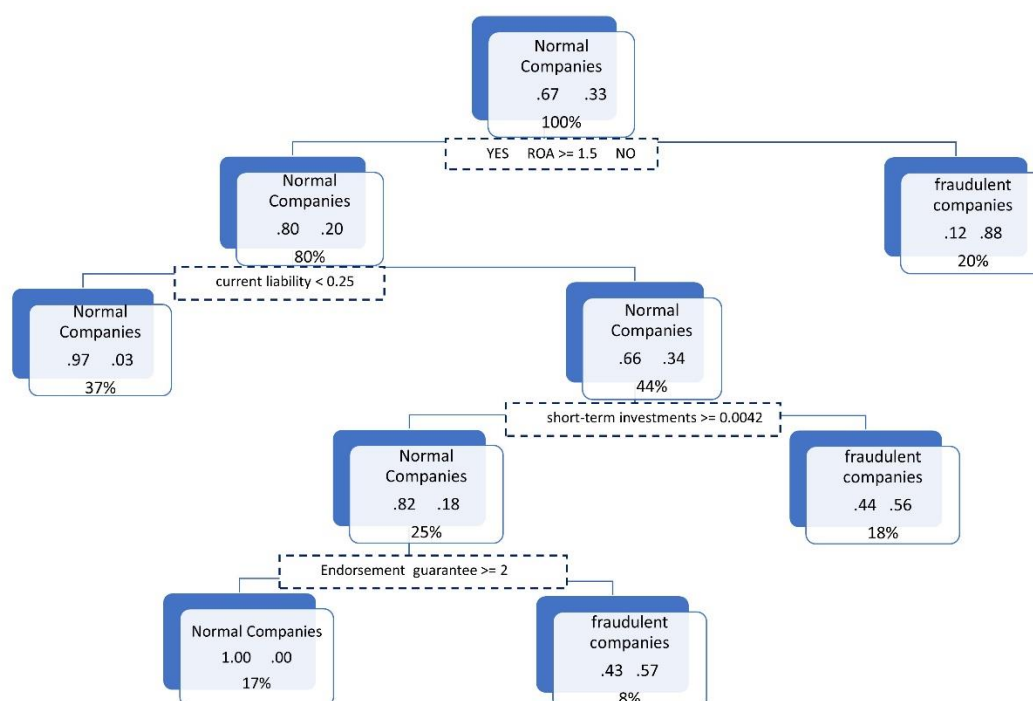 Normal
Companies
.67 .33
100%
YES ROA >= 1.5 NO
Normal
Companies
.80 .20
80%
fraudulent
companies
.12 .88
20%
current liability < 0.25
Normal
Companies
.97 .03
37%
Normal
Companies
.66 .34
44%
short-term investments >= 0.0042
Normal
Companies
.82 .18
25%
fraudulent
companies
.44 .56
18%
Endorsement guarantee >= 2
Normal Companies
1.00 .00
17%
fraudulent
companies
.43 .57
8%